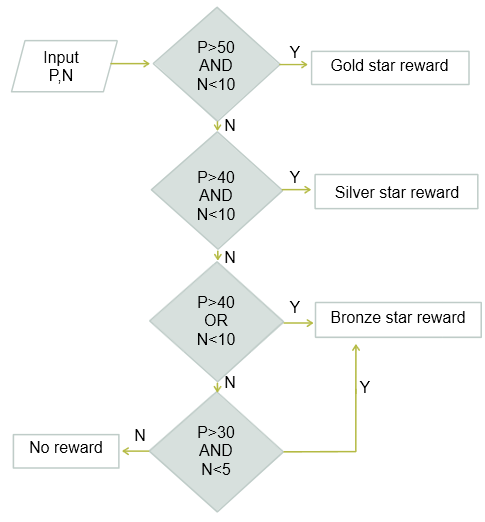 Input
P,N
P>50
AND
N<10
Y
Gold star reward
N
P>40
AND
N<10
Y
Silver star reward
N
P>40
OR
N<10
Y
Bronze star reward
N
Y
P>30
AND
N<5
N
No reward